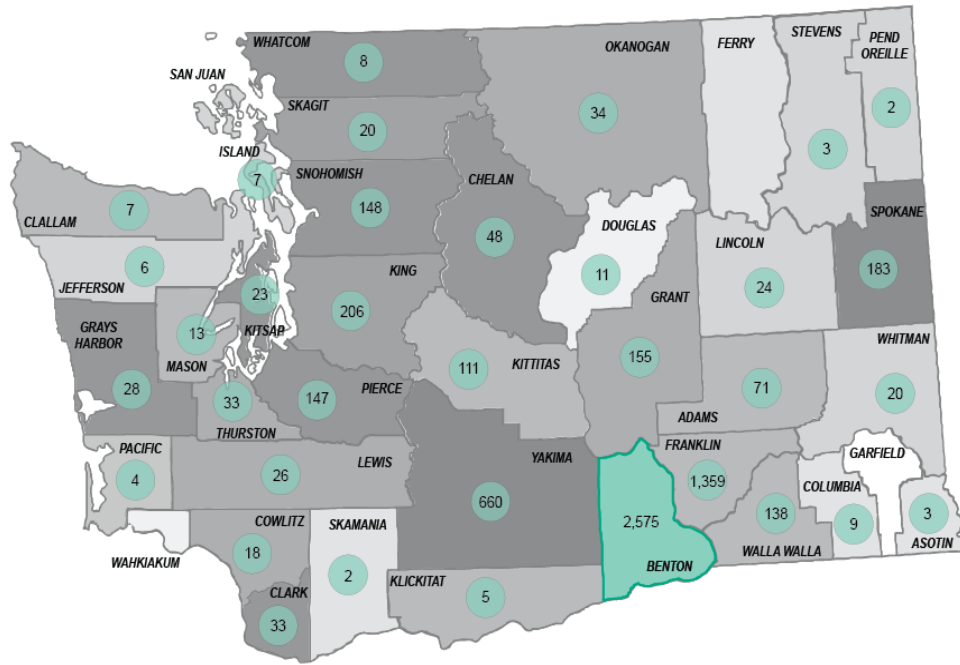 WHATCOM
8
OKANOGAN
34
FERRY
STEVENS
3
PEND
OREILLE
2
SAN JUAN
SKAGIT
20
ISLAND
7
SNOHOMISH
148
CHELAN
48
CLALLAM
7
DOUGLAS
11
LINCOLN
24
SPOKANE
183
JEFFERSON
6
KITSAP
23
KING
206
GRANT
155
GRAYS
HARBOR
28
MASON
13
KITTITAS
111
WHITMAN
20
THURSTON
33
PIERCE
147
ADAMS
71
PACIFIC
4
LEWIS
26
YAKIMA
660
FRANKLIN
1,359
GARFIELD
COLUMBIA
9
WAHKIAKUM
COWLITZ
18
SKAMANIA
2
2,575
BENTON
138
WALLA WALLA
3
ASOTIN
KLICKITAT
5
CLARK
33